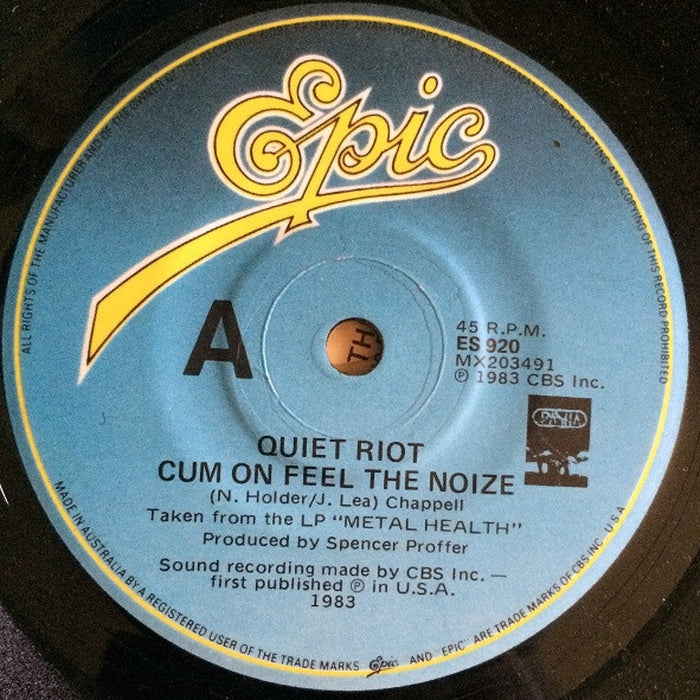 ALL RIGHTS OF THE MANUFACTURER AND OF
BROADCASTING AND COPYING OF THIS RECORD PROHIBITED
Epic
A
TH
45 R.P.M.
ES 920
MX203491
℗ 1983 CBS Inc.
QUIET RIOT
CUM ON FEEL THE NOIZE
(N. Holder/J. Lea) Chappell
Taken from the LP "METAL HEALTH"
Produced by Spencer Proffer
Sound recording made by CBS Inc. —
first published ℗ in U.S.A.
1983
MADE IN AUSTRALIA BY A REGISTERED USER OF THE TRADE MARKS Epic AND "EPIC" ARE TRADE MARKS OF CBS INC. U.S.A.